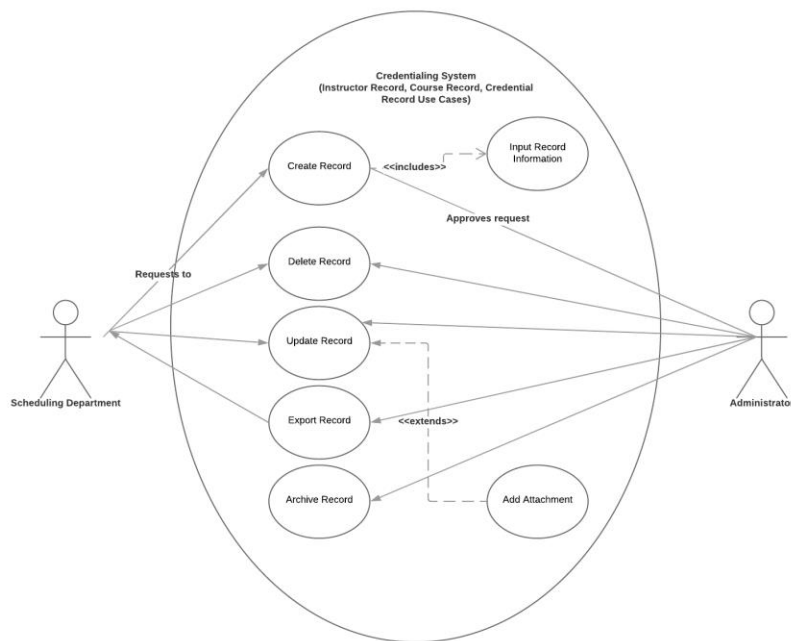 Credentialing System
(Instructor Record, Course Record, Credential
Record Use Cases)
Create Record
<<includes>>
Input Record
Information
Approves request
Requests to
Delete Record
Update Record
Scheduling Department
Administrator
Export Record
<<extends>>
Archive Record
Add Attachment